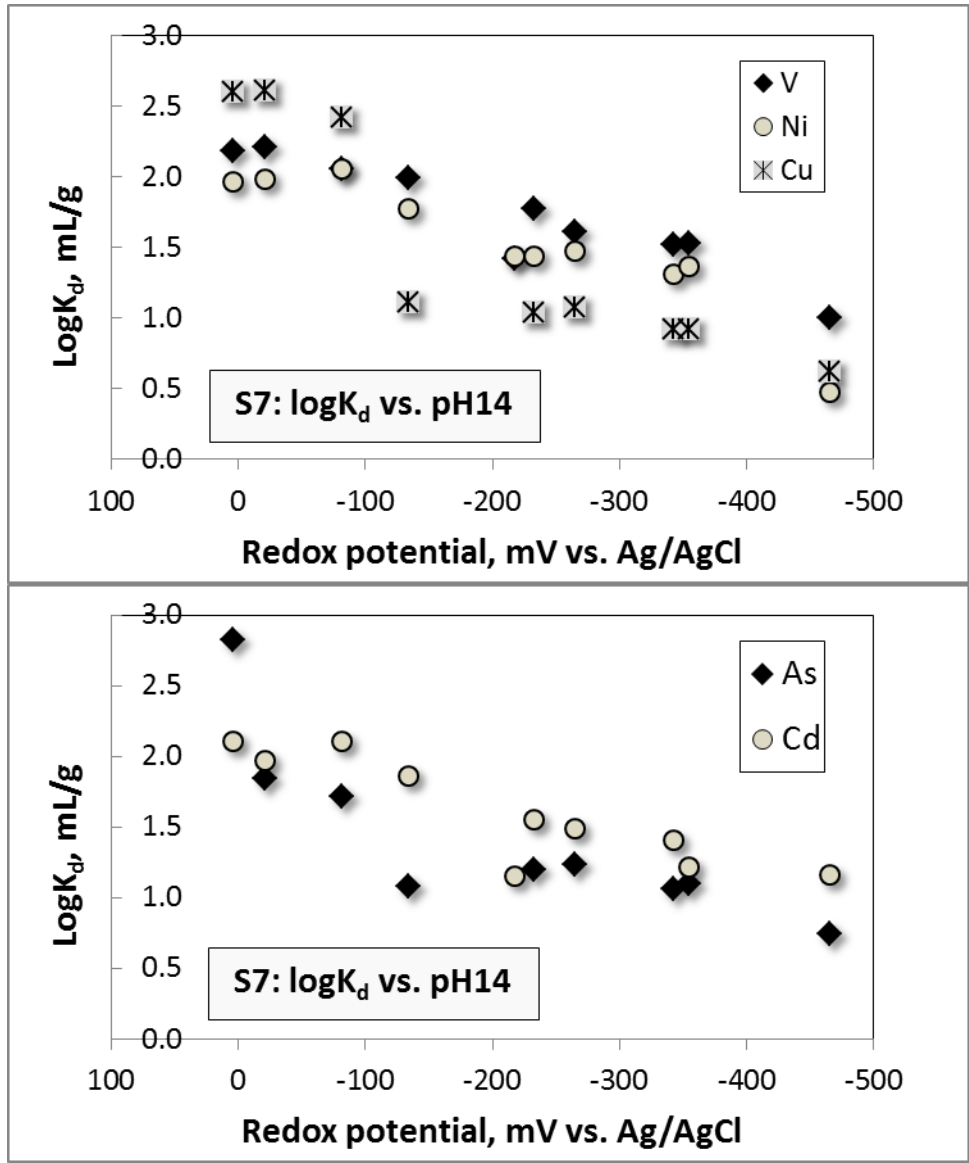 3.0
2.5
2.0
1.5
1.0
0.5
0.0
LogKd, mL/g
V
Ni
Cu
S7: logKd vs. pH14
100 0 -100 -200 -300 -400 -500
Redox potential, mV vs. Ag/AgCl
3.0
2.5
2.0
1.5
1.0
0.5
0.0
LogKd, mL/g
As
Cd
S7: logKd vs. pH14
100 0 -100 -200 -300 -400 -500
Redox potential, mV vs. Ag/AgCl